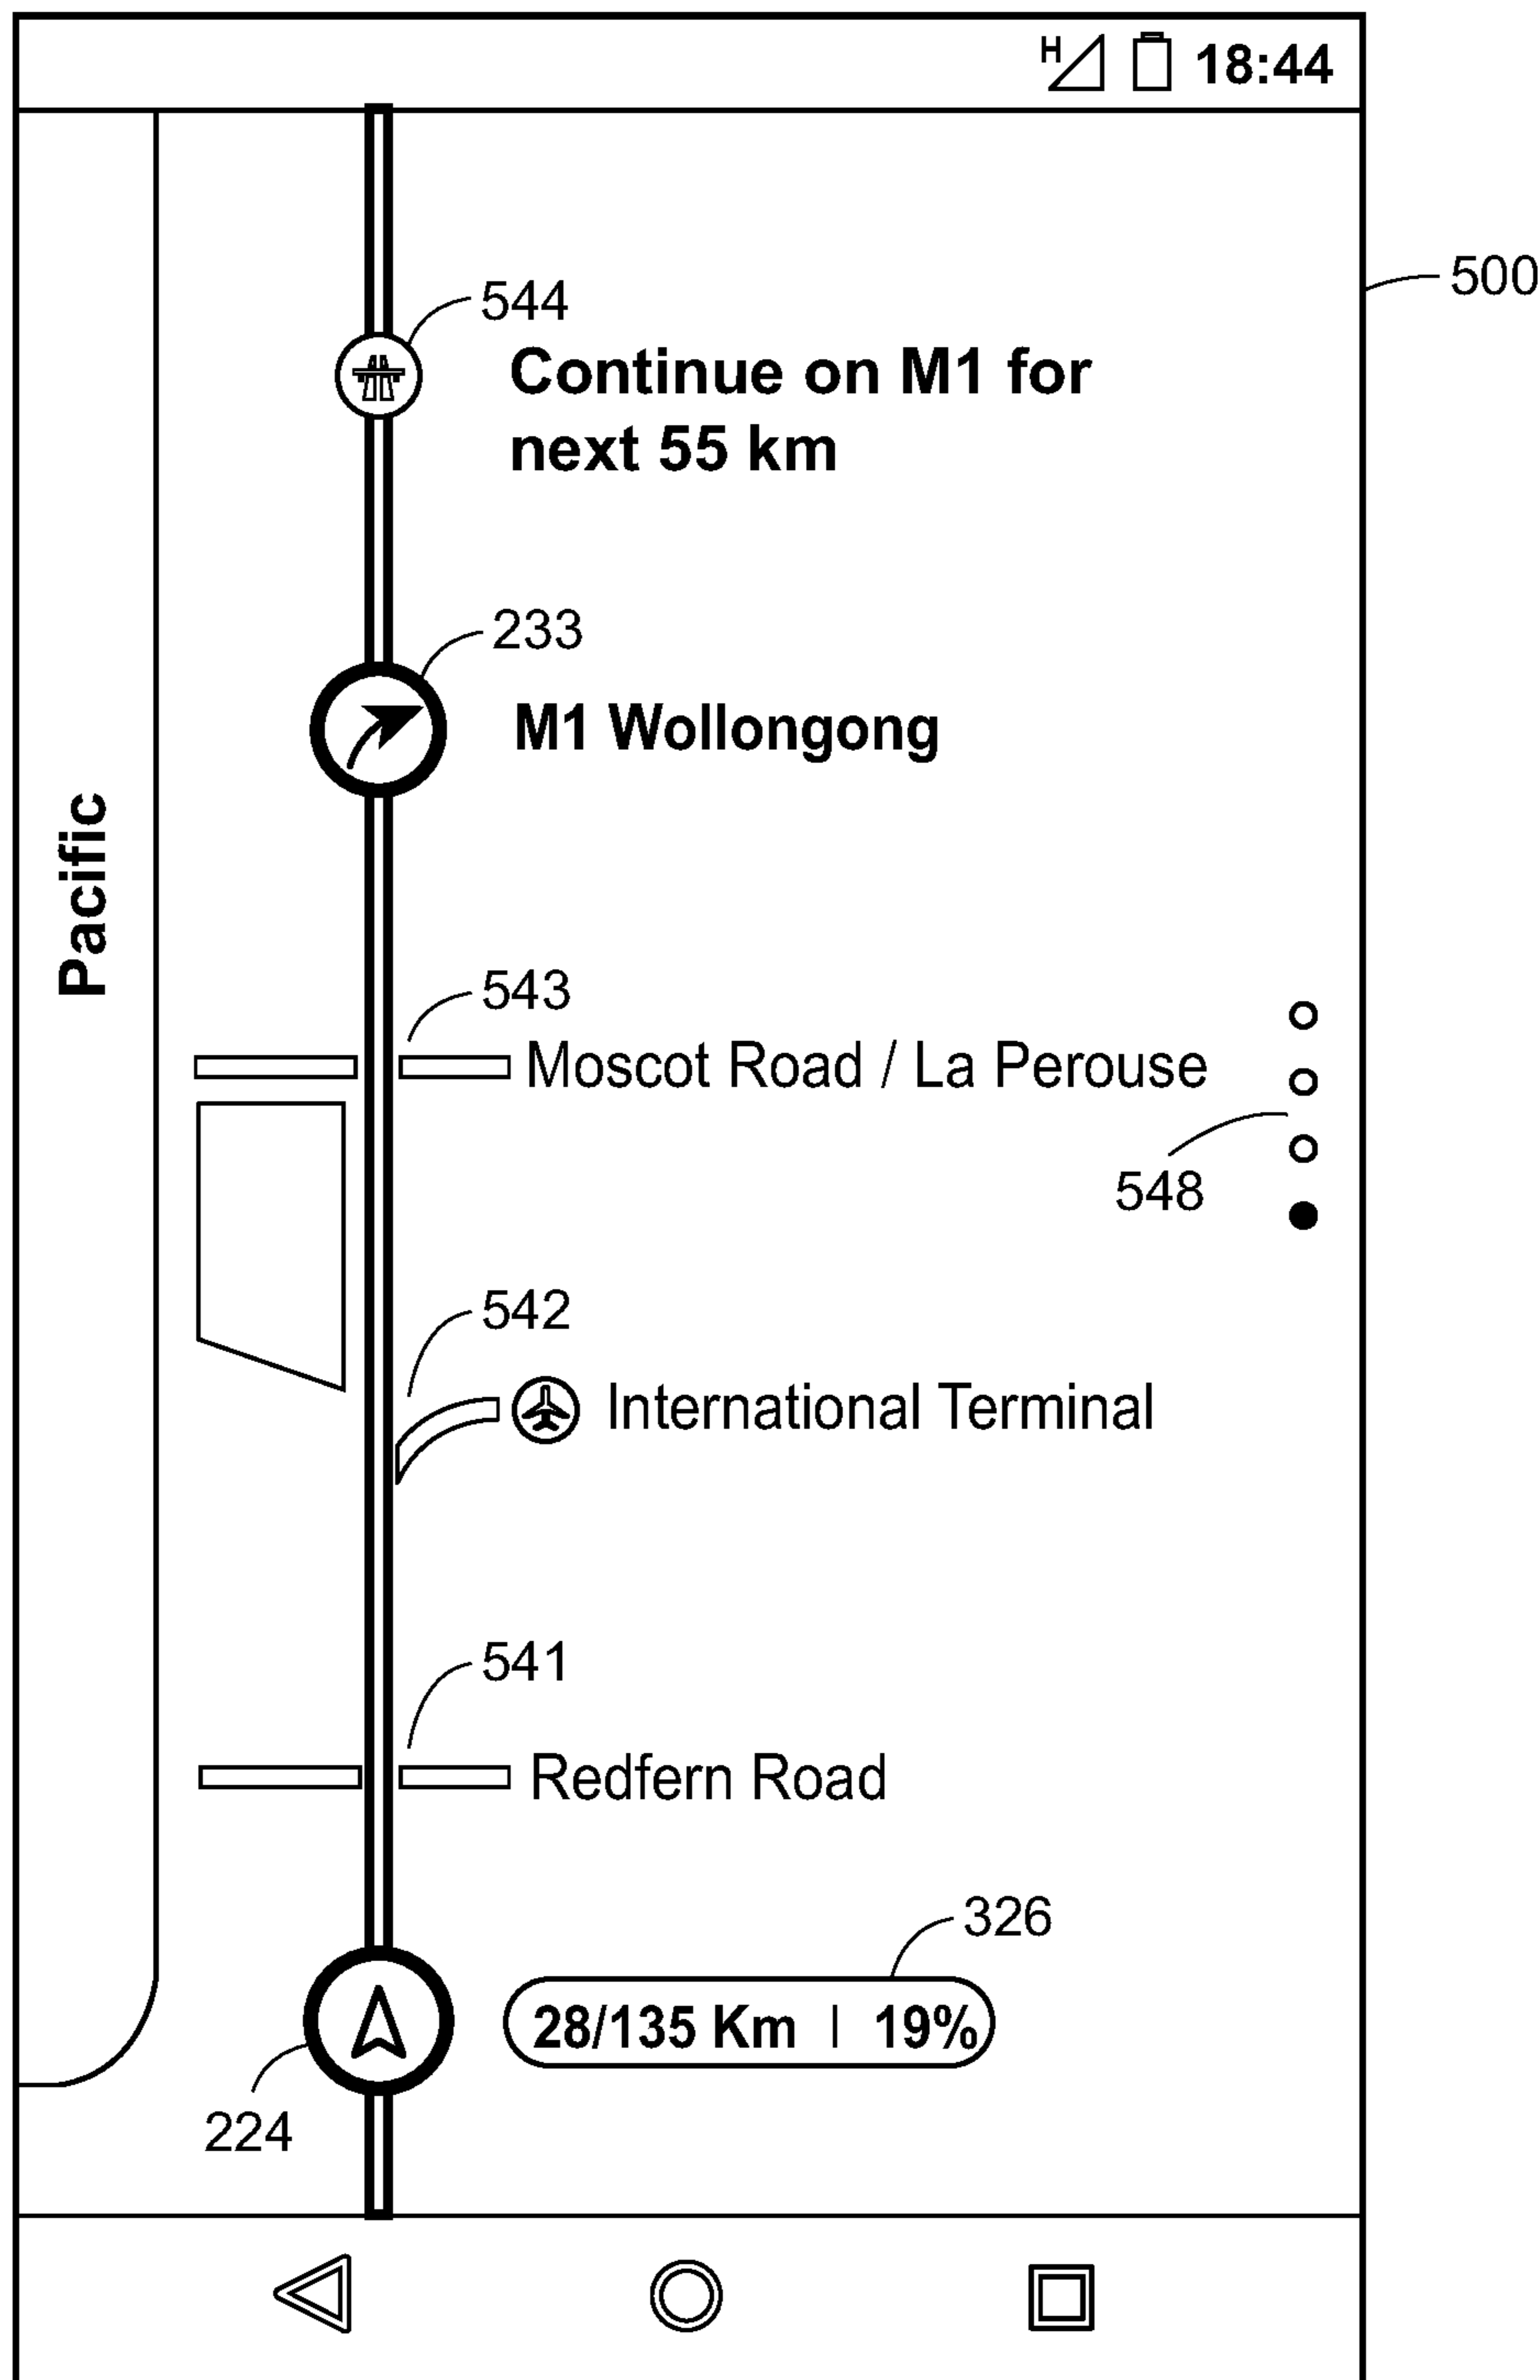 H 18:44
500
544
Continue on M1 for
next 55 km
233
M1 Wollongong
Pacific
543
Moscot Road / La Perouse
548
542
International Terminal
541
Redfern Road
326
28/135 Km | 19%
224